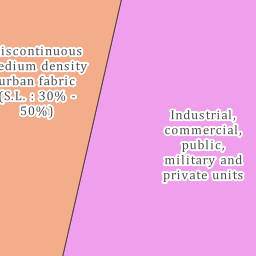 iscontinuous
edium density
urban fabric
(S.L. : 30% -
50%)
Industrial,
commercial,
public,
military and
private units